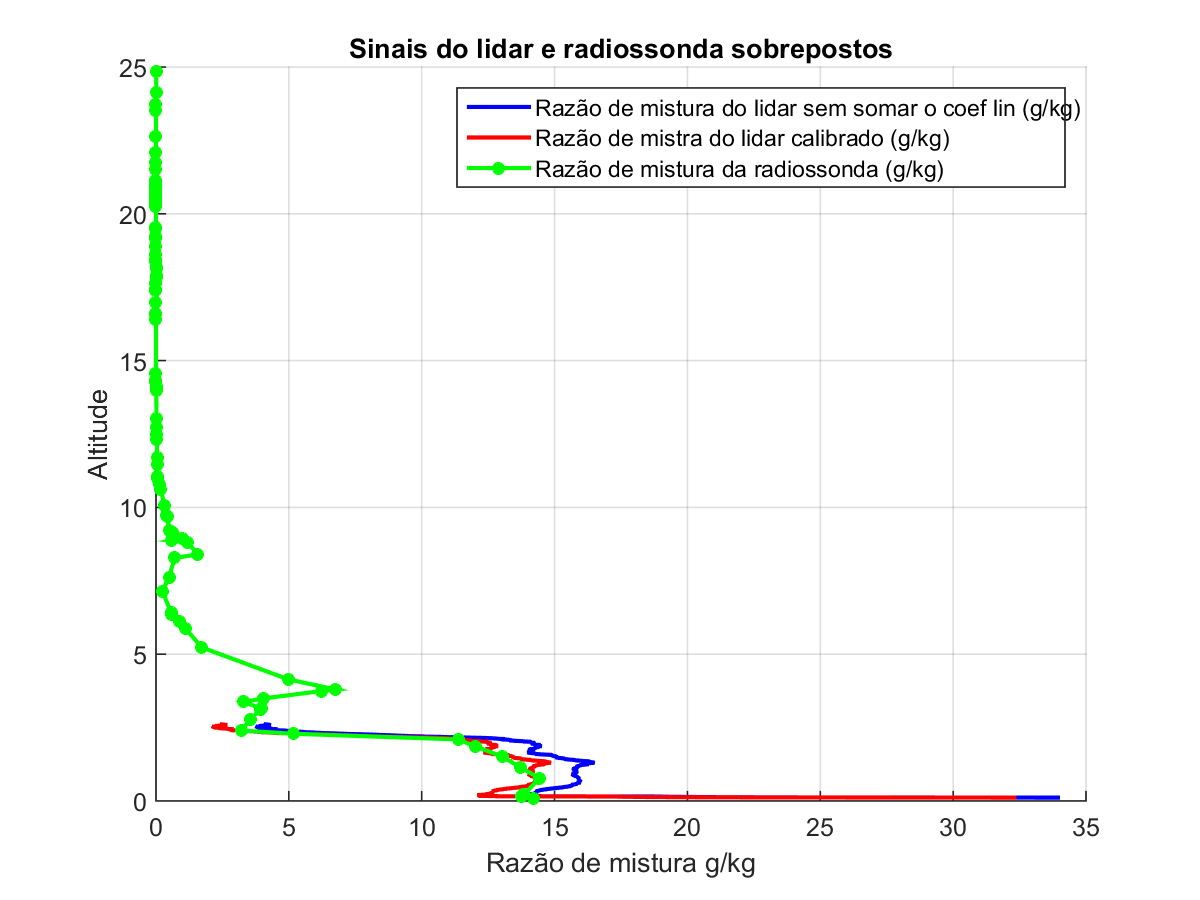 Sinais do lidar e radiossonda sobrepostos
25
Razão de mistura do lidar sem somar o coef lin (g/kg)
Razão de mistra do lidar calibrado (g/kg)
Razão de mistura da radiossonda (g/kg)
20
15
Altitude
10
5
0
0 5 10 15 20 25 30 35
Razão de mistura g/kg